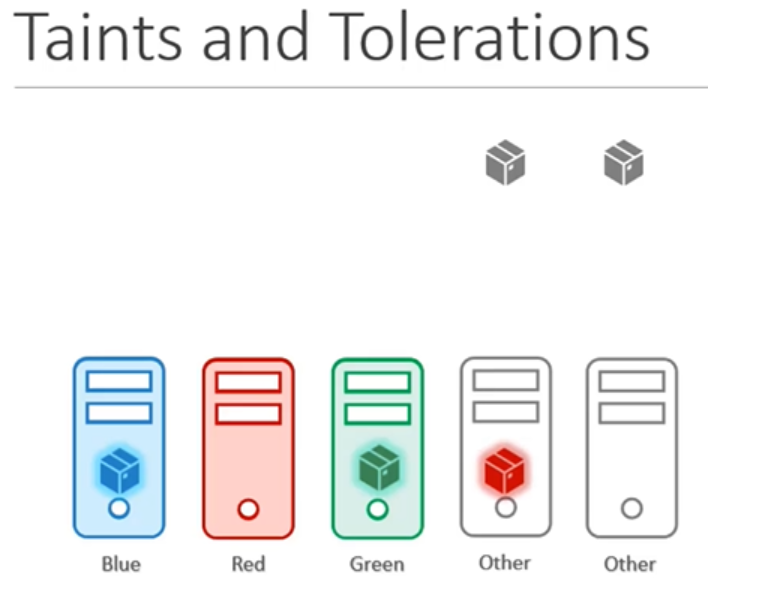 Taints and Tolerations
Blue Red Green Other Other